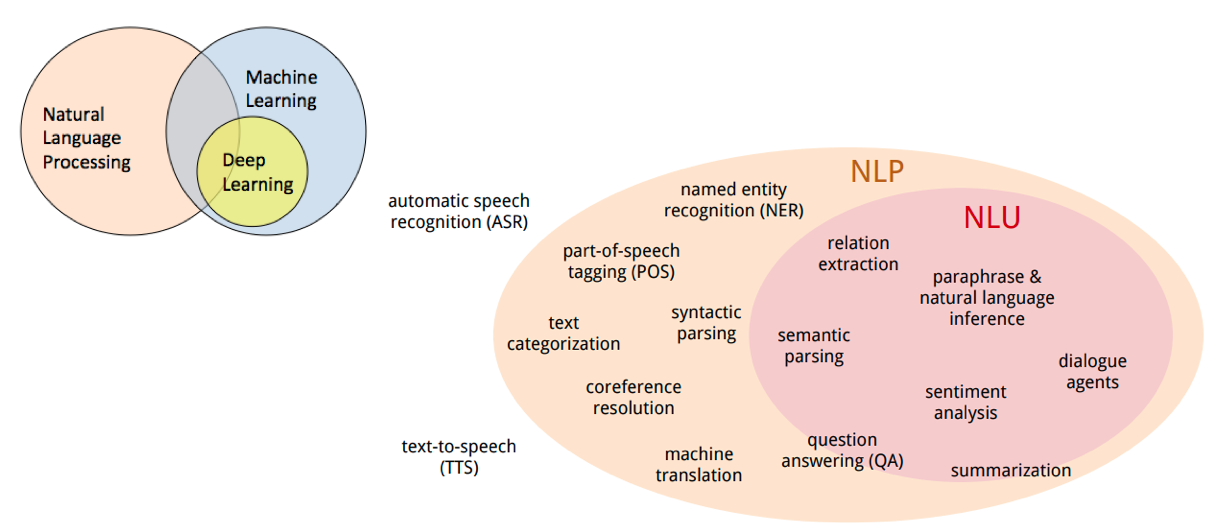 Natural
Language
Processing
Machine
Learning
Deep
Learning
NLP
NLU
automatic speech
recognition (ASR)
named entity
recognition (NER)
part-of-speech
tagging (POS)
relation
extraction
paraphrase &
natural language
inference
text
categorization
syntactic
parsing
semantic
parsing
dialogue
agents
coreference
resolution
sentiment
analysis
text-to-speech
(TTS)
machine
translation
question
answering (QA)
summarization